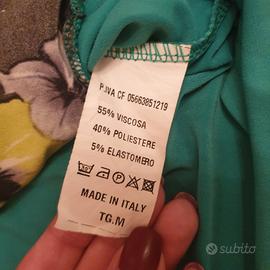 P.IVA CF 05663851219
55% VISCOSA
40% POLIESTERE
5% ELASTOMERO
MADE IN ITALY
TG.M
subito